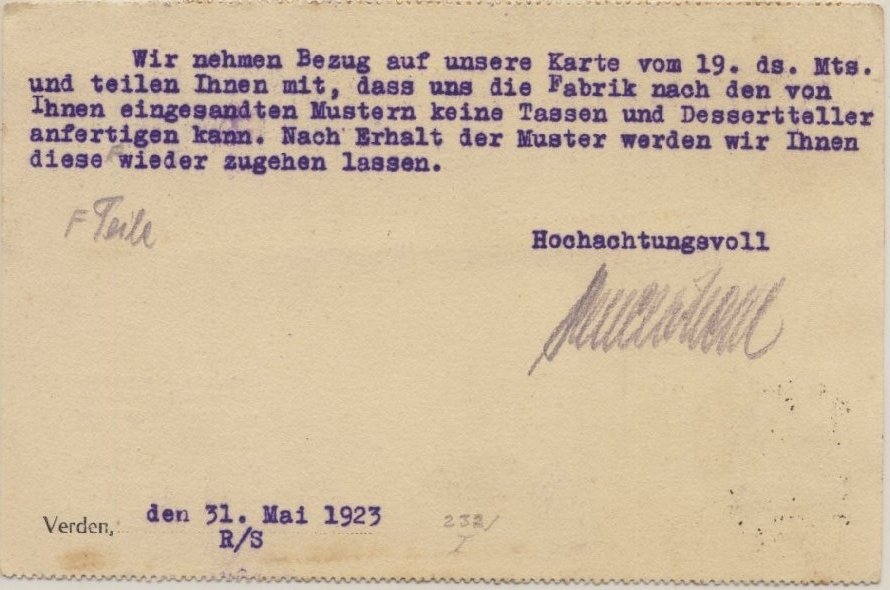 Wir nehmen Bezug auf unsere Karte vom 19. ds. Mts.
und teilen Ihnen mit, dass uns die Fabrik nach den von
Ihnen eingesandten Mustern keine Tassen und Dessertteller
anfertigen kann. Nach Erhalt der Muster werden wir Ihnen
diese wieder zugehen lassen.
F Teile
Hochachtungsvoll
Verden, den 31. Mai 1923
R/S